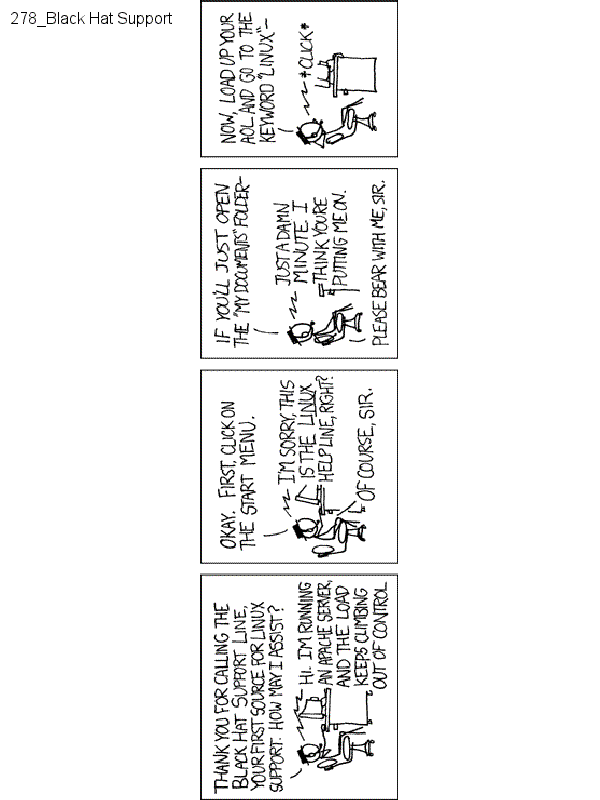 278_Black Hat Support
THANK YOU FOR CALLING THE
BLACK HAT SUPPORT LINE,
YOUR FIRST SOURCE FOR LINUX
SUPPORT. HOW MAY I ASSIST?
HI. I'M RUNNING
AN APACHE SERVER,
AND THE LOAD
KEEPS CLIMBING
OUT OF CONTROL
OKAY. FIRST, CLICK ON
THE START MENU.
I'M SORRY, THIS
IS THE LINUX
HELP LINE, RIGHT?
OF COURSE, SIR.
IF YOU'LL JUST OPEN
THE "MY DOCUMENTS" FOLDER—
JUST A DAMN
MINUTE. I
THINK YOU'RE
PUTTING ME ON.
PLEASE BEAR WITH ME, SIR.
NOW, LOAD UP YOUR
AOL AND GO TO THE
KEYWORD "LINUX"—
*CLICK*